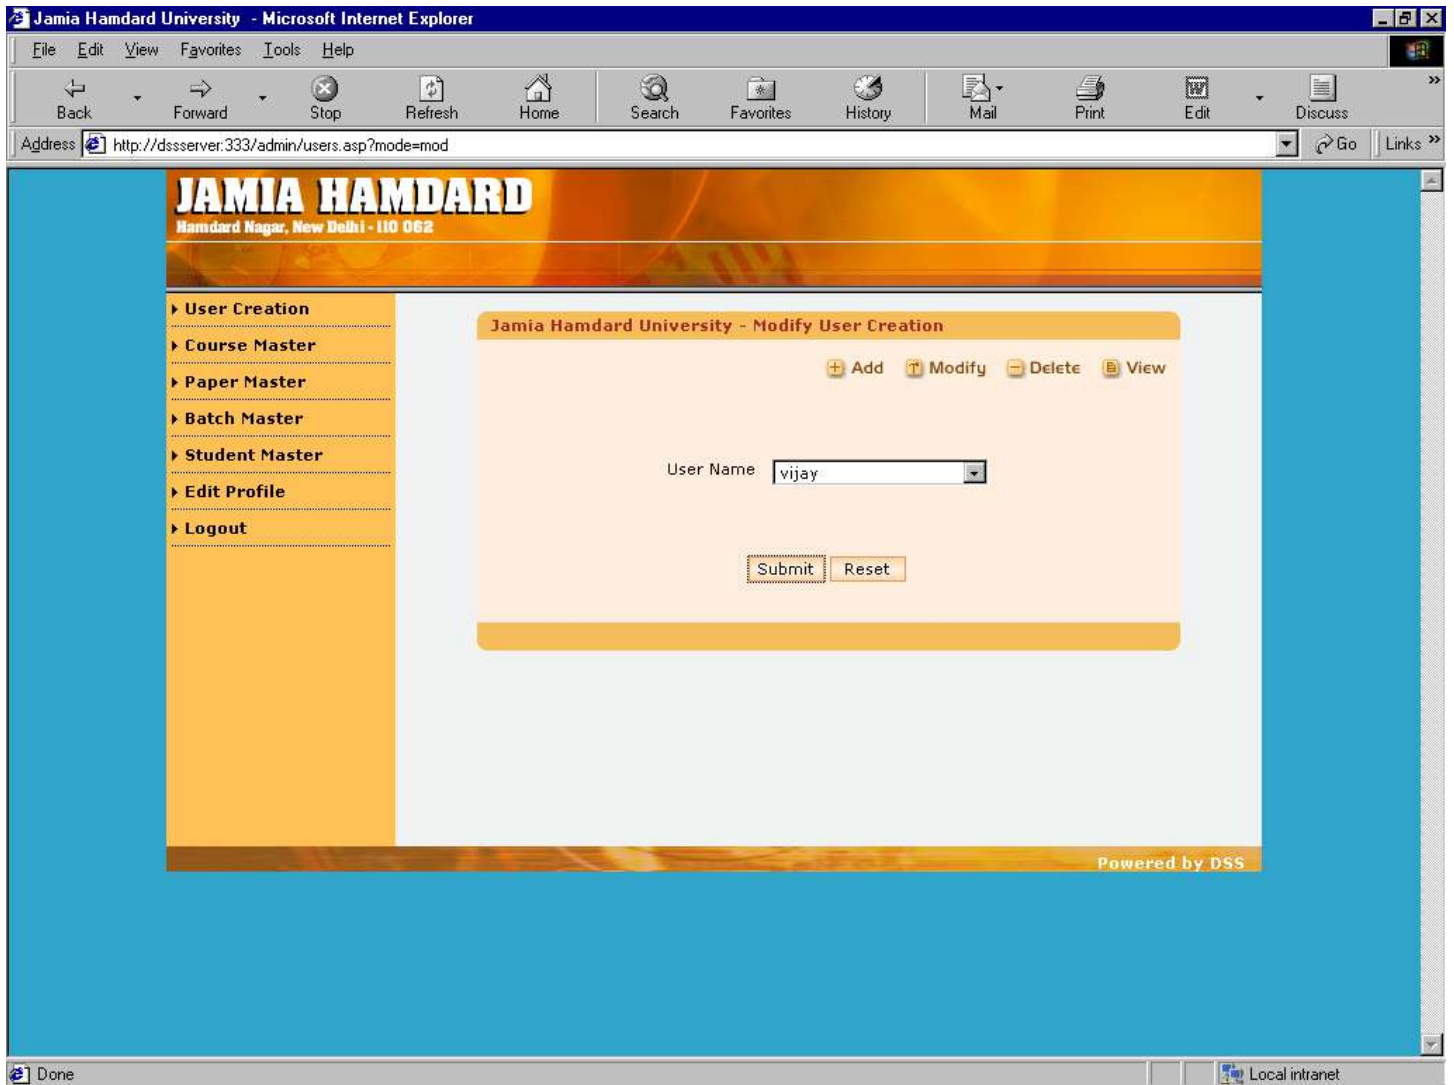 Jamia Hamdard University - Microsoft Internet Explorer
File Edit View Favorites Tools Help
Back Forward Stop Refresh Home Search Favorites History Mail Print Edit Discuss »
Address http://dssserver:333/admin/users.asp?mode=mod Go Links »
JAMIA HAMDARD
Hamdard Nagar, New Delhi - 110 062
User Creation
Course Master
Paper Master
Batch Master
Student Master
Edit Profile
Logout
Jamia Hamdard University - Modify User Creation
Add Modify Delete View
User Name vijay
Submit Reset
Powered by DSS
Done Local intranet